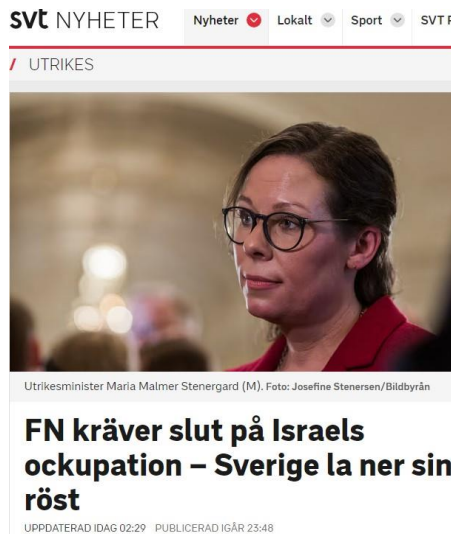 svt NYHETER Nyheter Lokalt Sport SVT
/ UTRIKES
Utrikesminister Maria Malmer Stenergard (M). Foto: Josefine Stenersen/Bildbyrån
FN kräver slut på Israels
ockupation – Sverige la ner sin
röst
UPPDATERAD IDAG 02:29 PUBLICERAD IGÅR 23:48